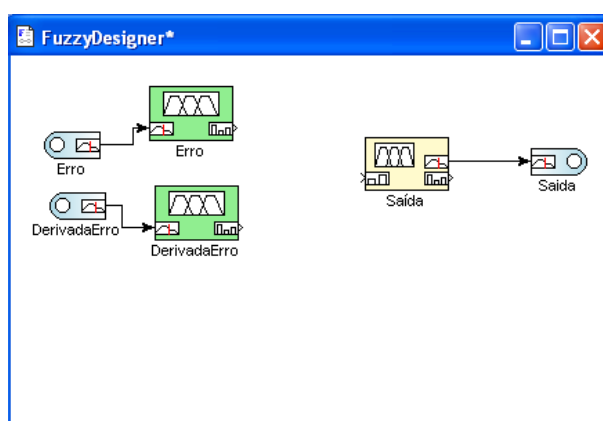 FuzzyDesigner*
Erro
Erro
DerivadaErro
DerivadaErro
Saída
Saida